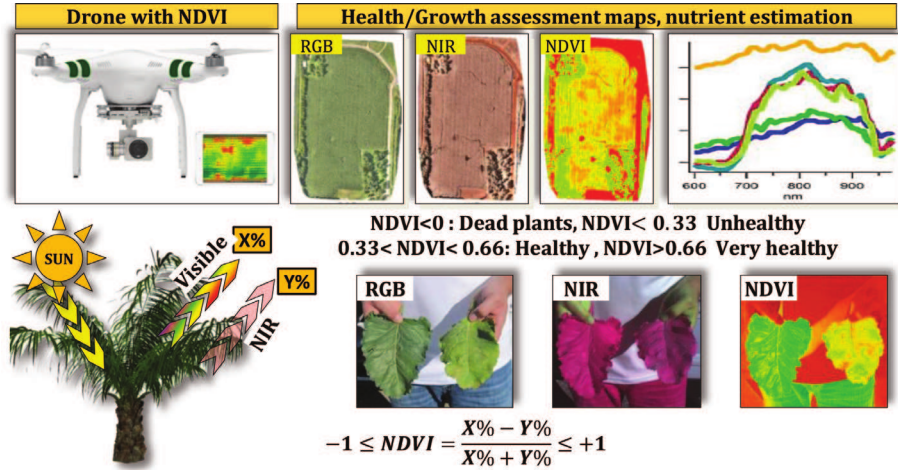 Drone with NDVI
Health/Growth assessment maps, nutrient estimation
RGB
NIR
NDVI
600 700 800 900
nm
NDVI<0 : Dead plants, NDVI< 0.33 Unhealthy
0.33< NDVI< 0.66: Healthy , NDVI>0.66 Very healthy
SUN
Visible
X%
Y%
NIR
RGB
NIR
NDVI
−1 ≤ NDVI = X% − Y% / X% + Y% ≤ +1